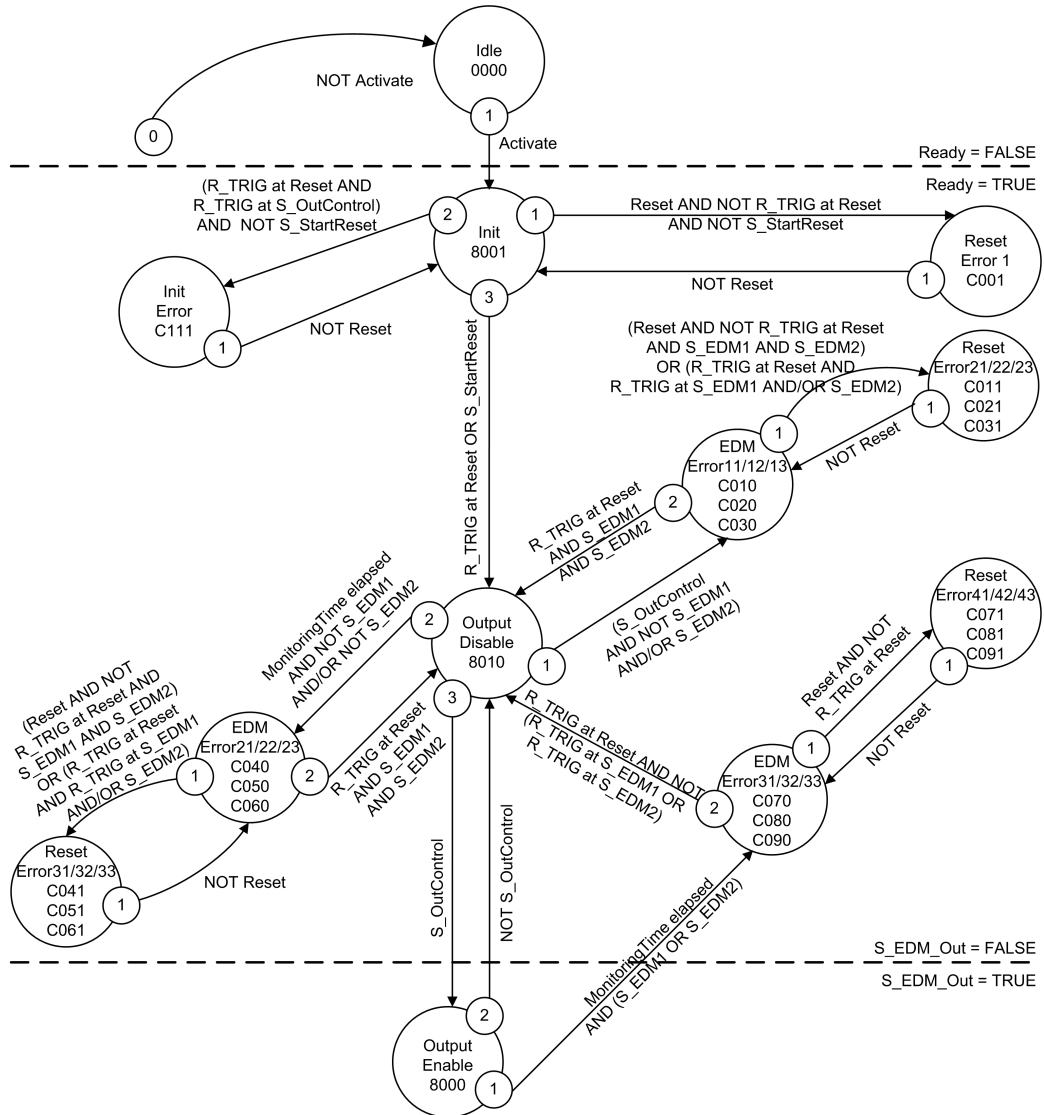 Idle
0000
NOT Activate
1
0
Activate
Ready = FALSE
Ready = TRUE
(R_TRIG at Reset AND
R_TRIG at S_OutControl)
AND NOT S_StartReset
2
1
Init
8001
3
Reset AND NOT R_TRIG at Reset
AND NOT S_StartReset
Reset
Error 1
C001
1
NOT Reset
Init
Error
C111
1
NOT Reset
R_TRIG at Reset OR S_StartReset
(Reset AND NOT R_TRIG at Reset
AND S_EDM1 AND S_EDM2)
OR (R_TRIG at Reset AND
R_TRIG at S_EDM1 AND/OR S_EDM2)
Reset
Error21/22/23
C011
C021
C031
1
NOT Reset
1
EDM
Error11/12/13
C010
C020
C030
2
R_TRIG at Reset
AND S_EDM1
AND S_EDM2
(S_OutControl
AND NOT S_EDM1
AND/OR S_EDM2)
Output
Disable
8010
2
1
3
MonitoringTime elapsed
AND NOT S_EDM1
AND/OR NOT S_EDM2
R_TRIG at Reset
AND S_EDM1
AND S_EDM2
EDM
Error21/22/23
C040
C050
C060
1
2
(Reset AND NOT
R_TRIG at Reset AND
S_EDM1 AND S_EDM2)
OR (R_TRIG at Reset
AND R_TRIG at S_EDM1
AND/OR S_EDM2)
Reset
Error31/32/33
C041
C051
C061
1
NOT Reset
S_OutControl
NOT S_OutControl
R_TRIG at Reset AND NOT
(R_TRIG at S_EDM1 OR
R_TRIG at S_EDM2)
EDM
Error31/32/33
C070
C080
C090
1
2
Reset AND NOT
R_TRIG at Reset
Reset
Error41/42/43
C071
C081
C091
1
NOT Reset
MonitoringTime elapsed
AND (S_EDM1 OR S_EDM2)
S_EDM_Out = FALSE
S_EDM_Out = TRUE
Output
Enable
8000
2
1